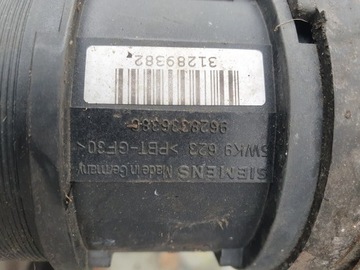 SIEMENS Made in Germany
5WK9 623 >PBT-GF30<
9628336380
31289382